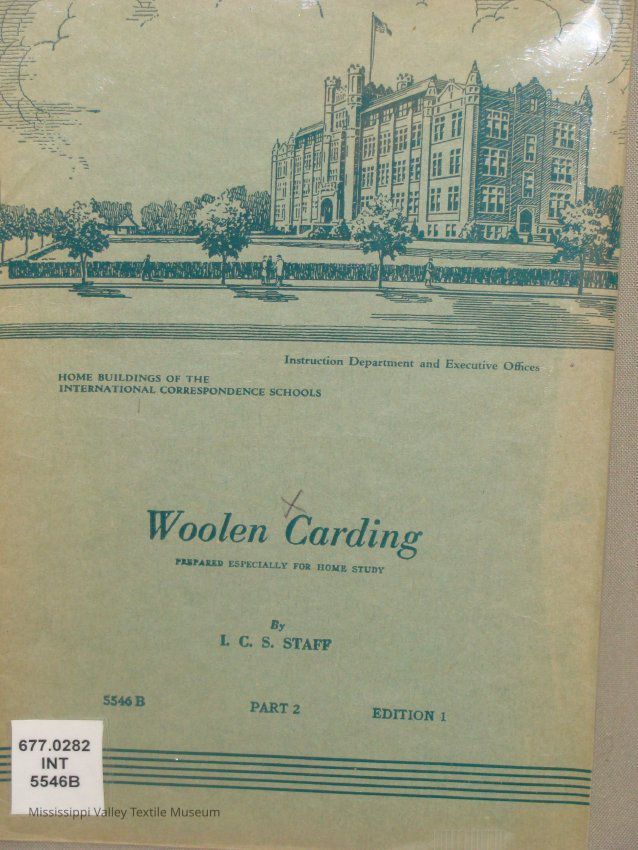 Instruction Department and Executive Offices
HOME BUILDINGS OF THE
INTERNATIONAL CORRESPONDENCE SCHOOLS
Woolen Carding
PREPARED ESPECIALLY FOR HOME STUDY
By
I. C. S. STAFF
5546 B PART 2 EDITION 1
677.0282
INT
5546B
Mississippi Valley Textile Museum